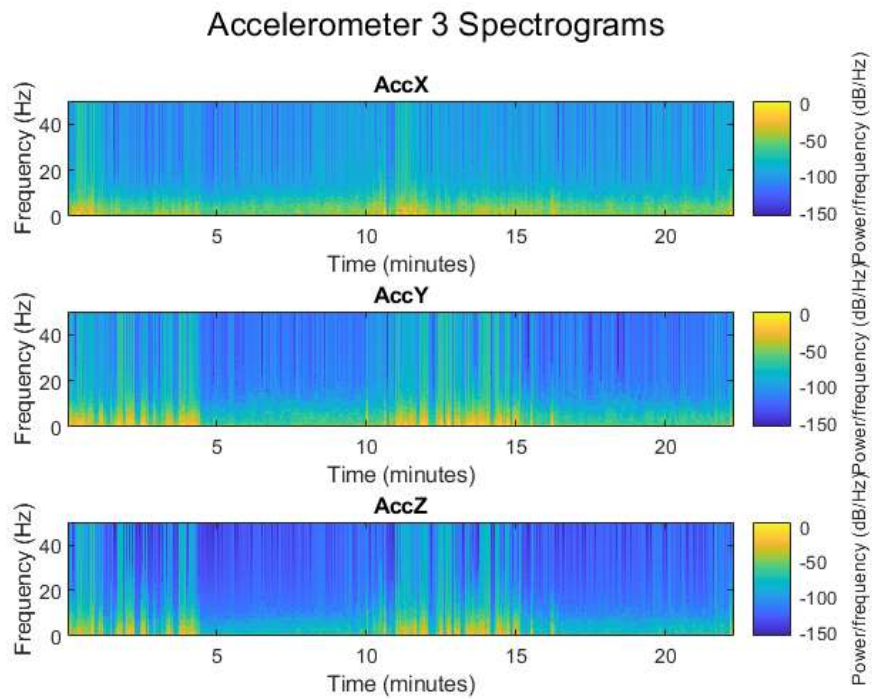 Accelerometer 3 Spectrograms
AccX
Frequency (Hz)
40
20
0
5
10
15
20
Time (minutes)
0
-50
-100
-150
Power/frequency (dB/Hz)
AccY
Frequency (Hz)
40
20
0
5
10
15
20
Time (minutes)
0
-50
-100
-150
Power/frequency (dB/Hz)
AccZ
Frequency (Hz)
40
20
0
5
10
15
20
Time (minutes)
0
-50
-100
-150
Power/frequency (dB/Hz)